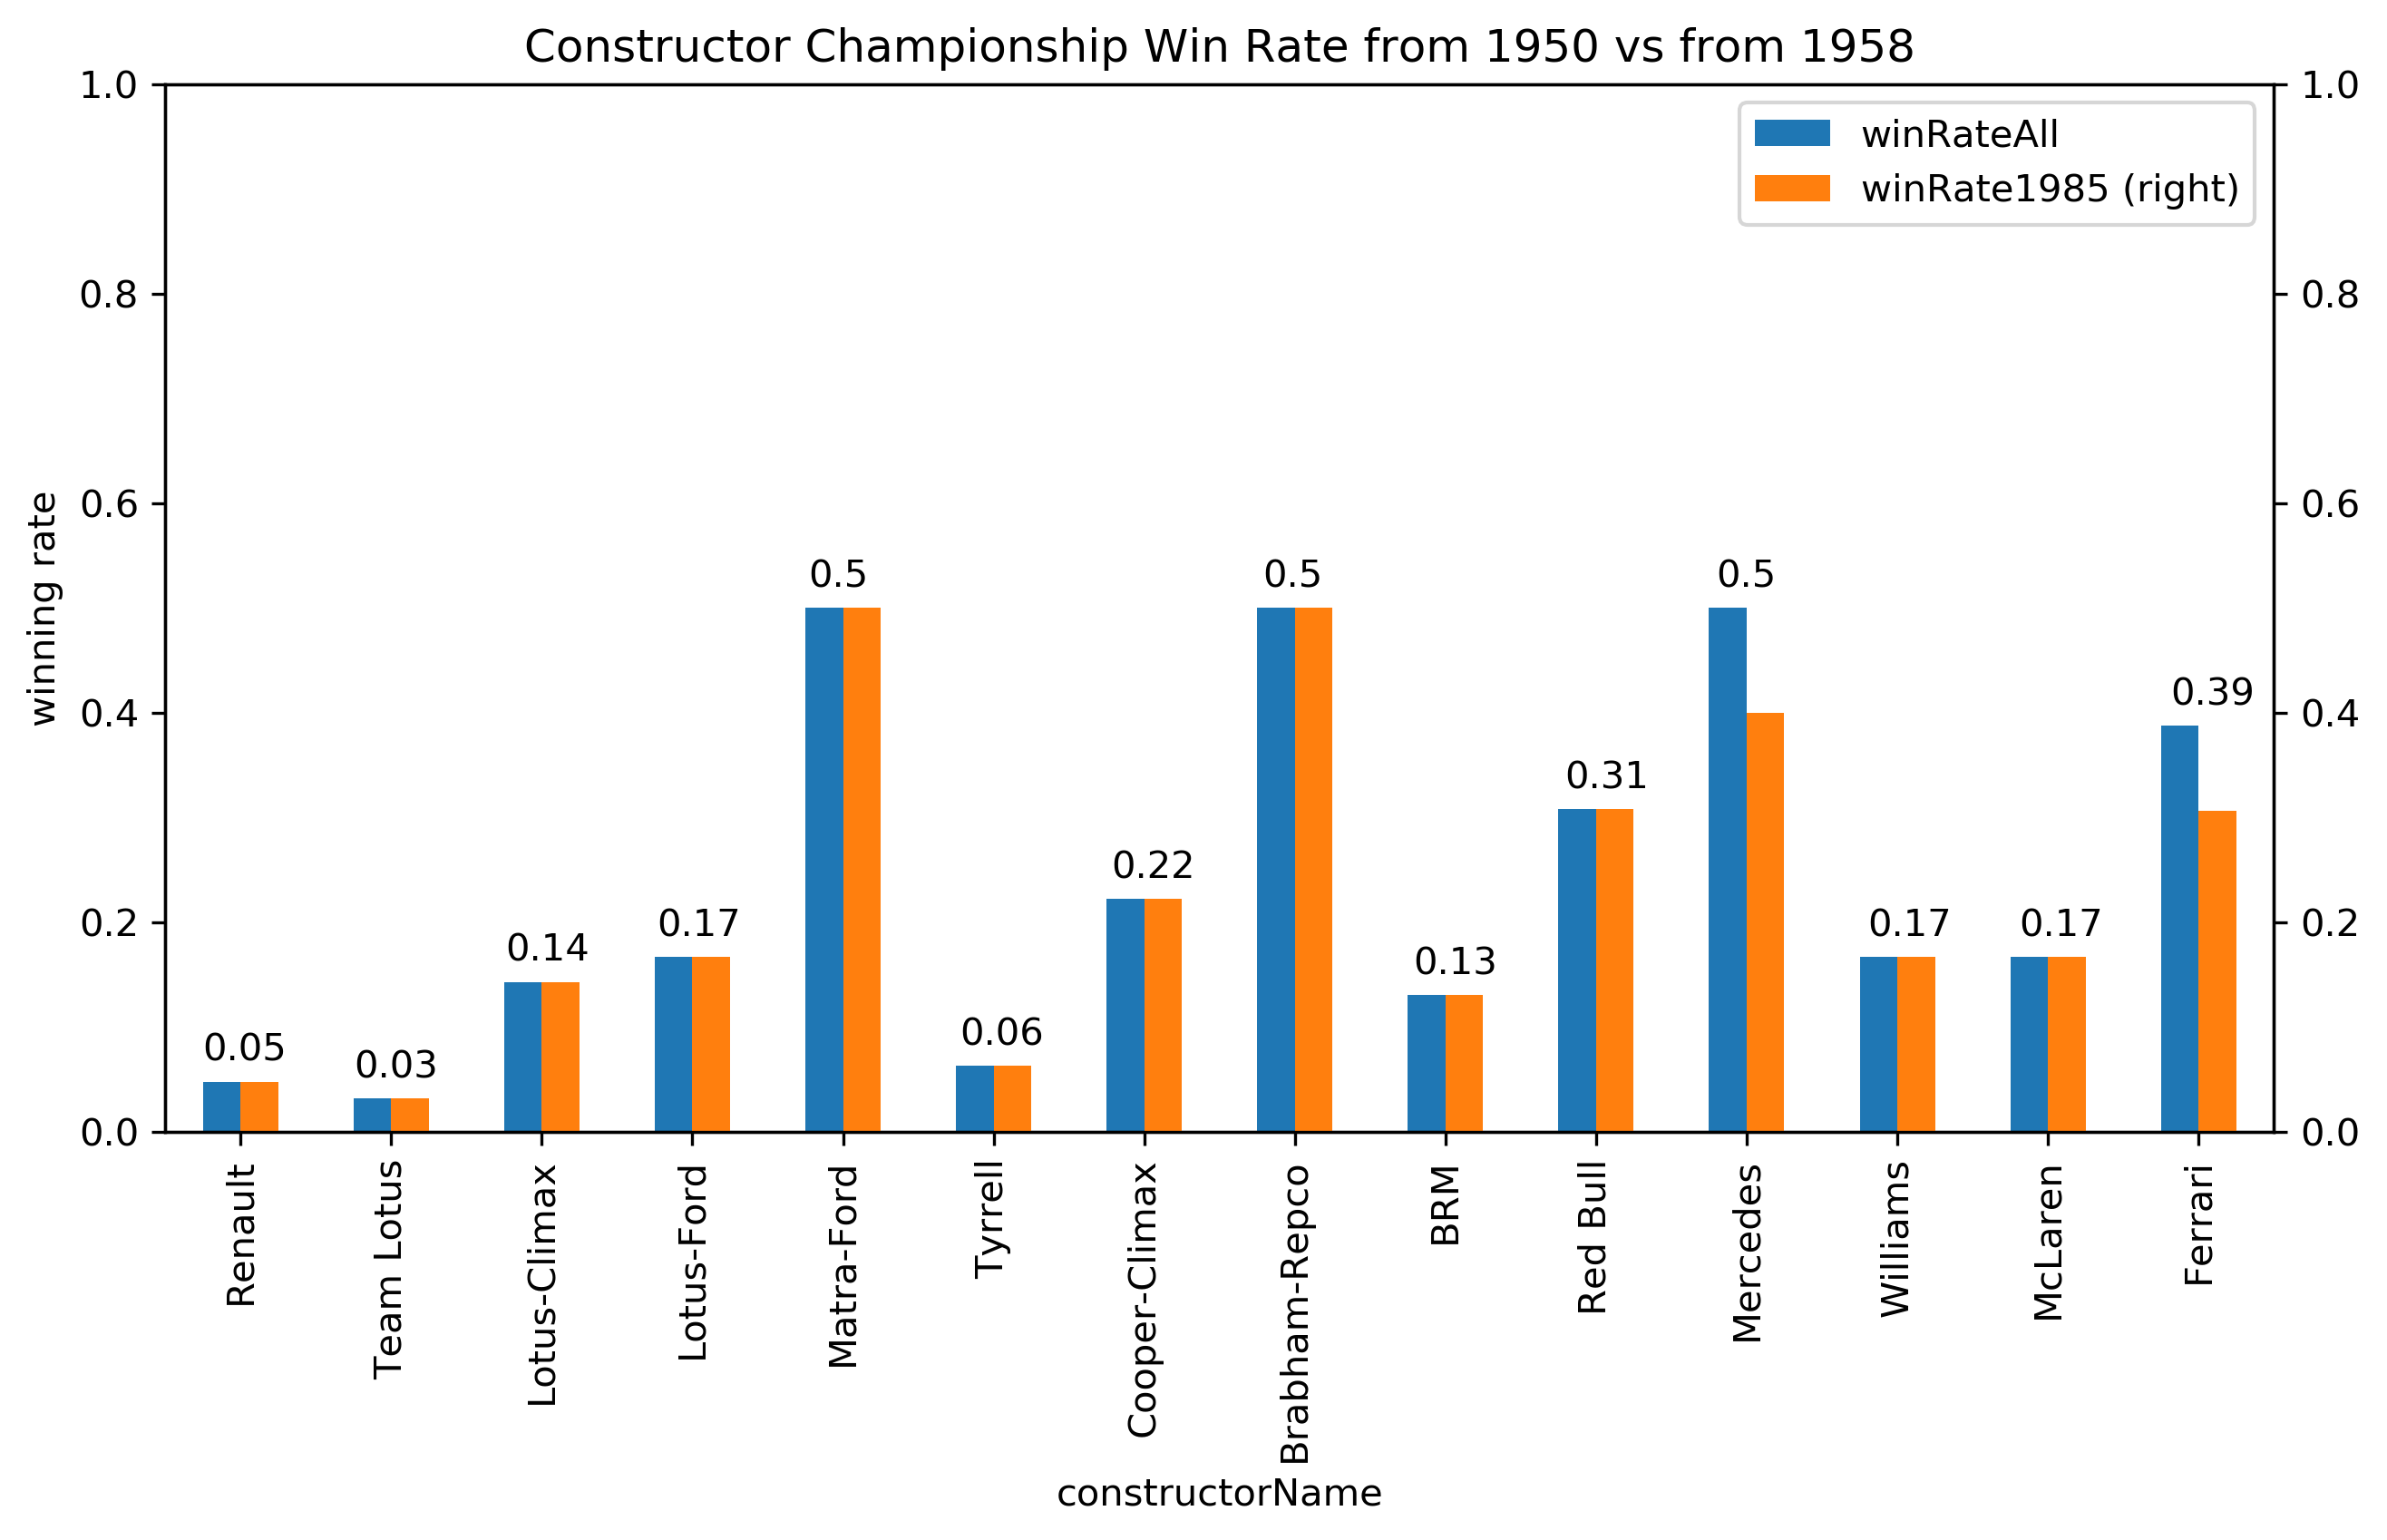 Constructor Championship Win Rate from 1950 vs from 1958
winRateAll
winRate1985 (right)
1.0
0.8
0.6
0.4
0.2
0.0
winning rate
1.0
0.8
0.6
0.4
0.2
0.0
0.05
0.03
0.14
0.17
0.5
0.06
0.22
0.5
0.13
0.31
0.5
0.17
0.17
0.39
Renault
Team Lotus
Lotus-Climax
Lotus-Ford
Matra-Ford
Tyrrell
Cooper-Climax
Brabham-Repco
BRM
Red Bull
Mercedes
Williams
McLaren
Ferrari
constructorName